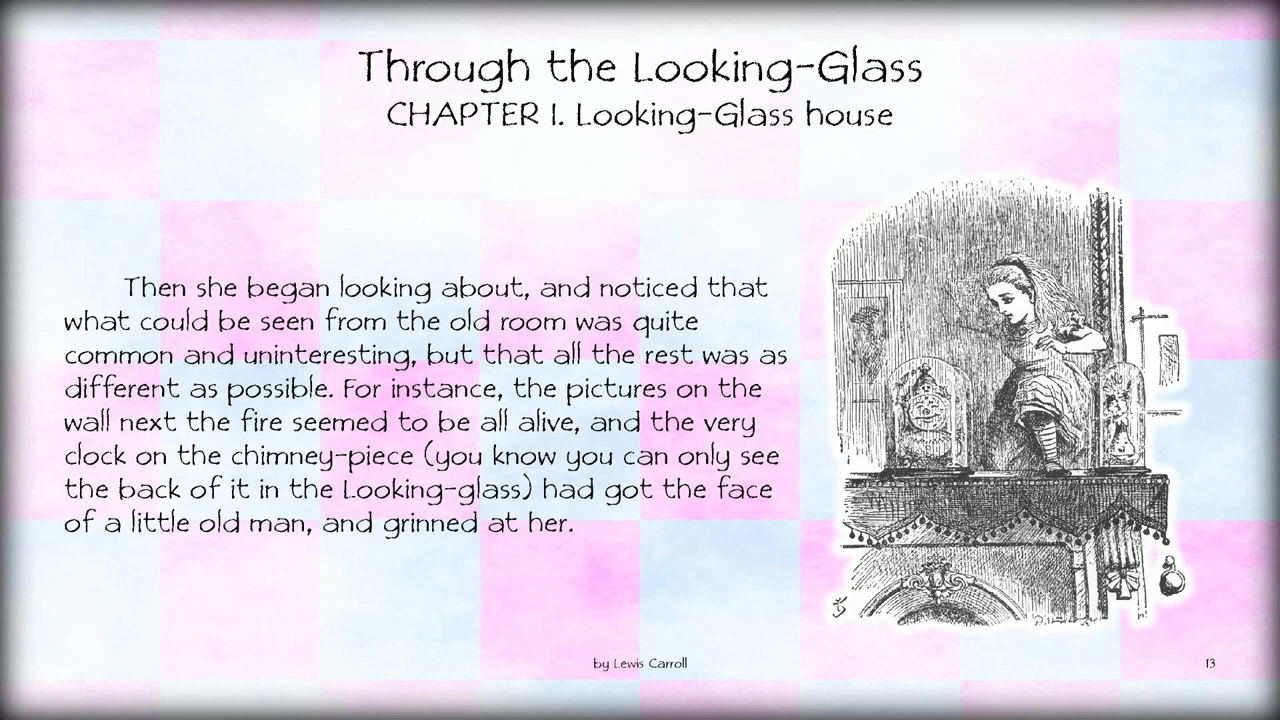 Through the Looking-Glass
CHAPTER I. Looking-Glass house
Then she began looking about, and noticed that
what could be seen from the old room was quite
common and uninteresting, but that all the rest was as
different as possible. For instance, the pictures on the
wall next the fire seemed to be all alive, and the very
clock on the chimney-piece (you know you can only see
the back of it in the Looking-glass) had got the face
of a little old man, and grinned at her.
by Lewis Carroll
13